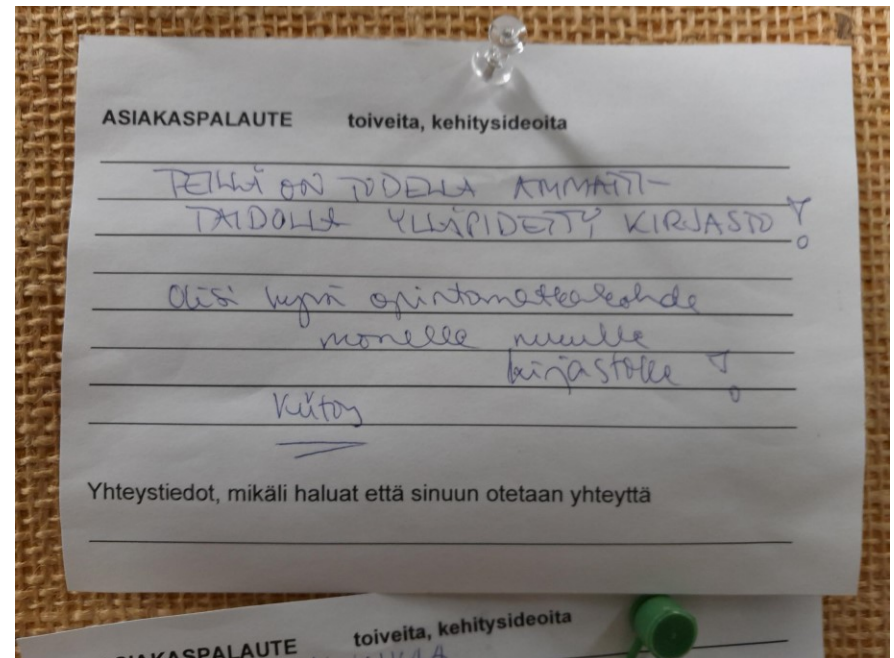 ASIAKASPALAUTE toiveita, kehitysideoita
TEILLÄ ON TODELLA AMMATTI-
TAIDOLLA YLLÄPIDETTY KIRJASTO!
Olisi hyvä opintomatkakohde
monelle muulle
kirjastolle!
Kiitos
Yhteystiedot, mikäli haluat että sinuun otetaan yhteyttä
ASIAKASPALAUTE toiveita, kehitysideoita